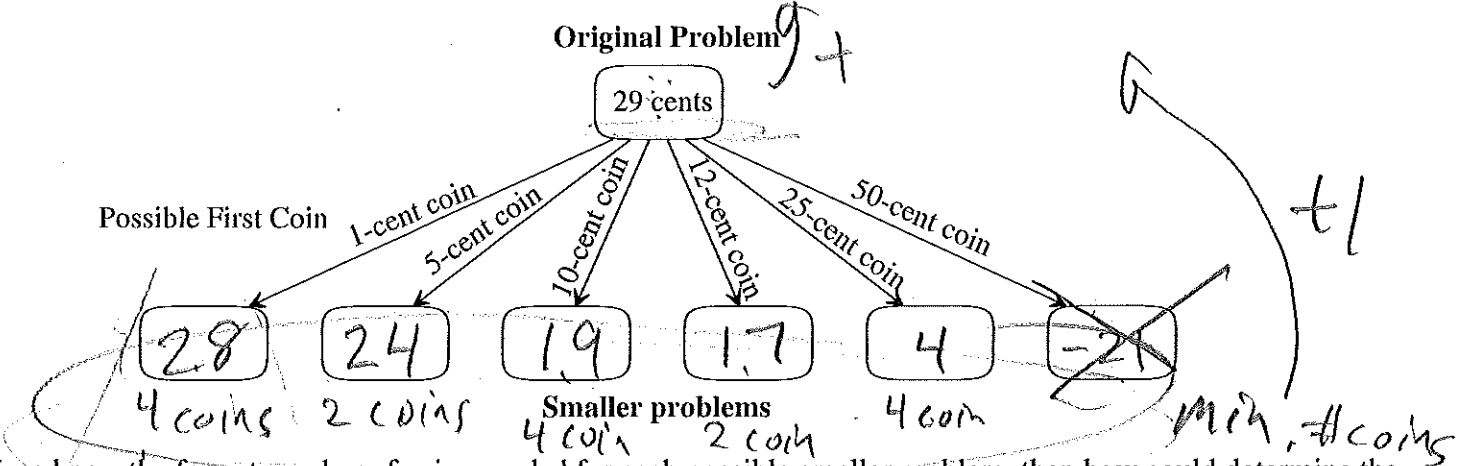 Original Problem
29 cents
Possible First Coin
1-cent coin
5-cent coin
10-cent coin
12-cent coin
25-cent coin
50-cent coin
+1
28 24 19 17 4 -21
4 coins 2 coins 4 coin 2 coin 4 coin min. # coins
Smaller problems